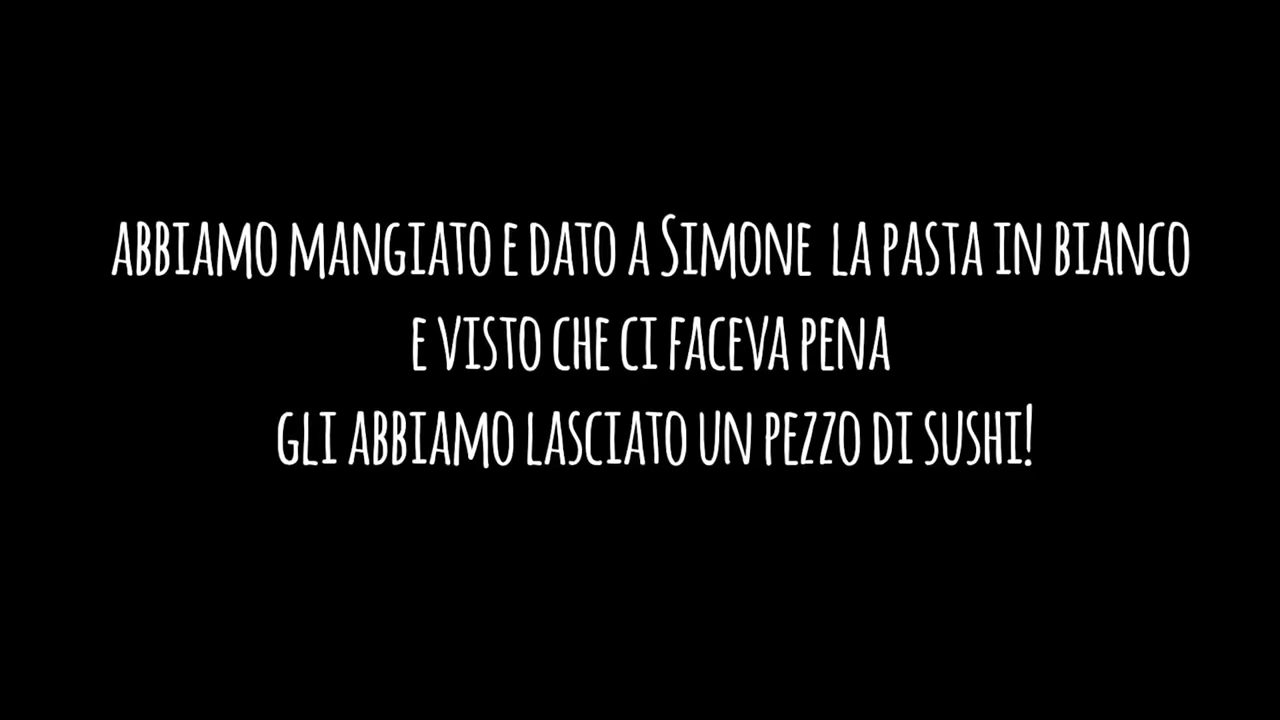 ABBIAMO MANGIATO E DATO A SIMONE LA PASTA IN BIANCO
E VISTO CHE CI FACEVA PENA
GLI ABBIAMO LASCIATO UN PEZZO DI SUSHI!